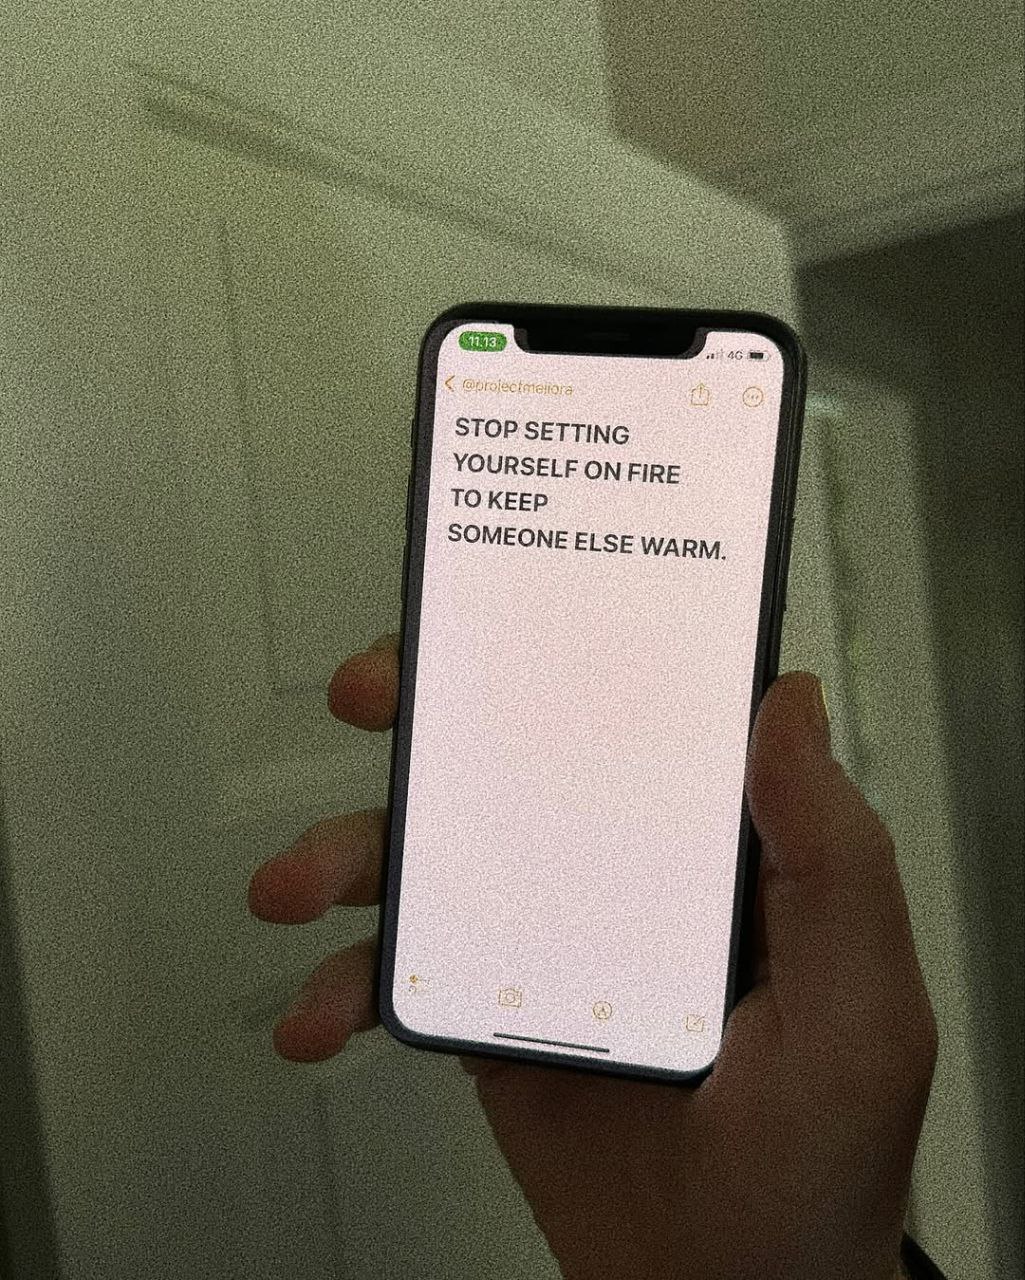 11.13
4G
@projectmeliora
STOP SETTING
YOURSELF ON FIRE
TO KEEP
SOMEONE ELSE WARM.